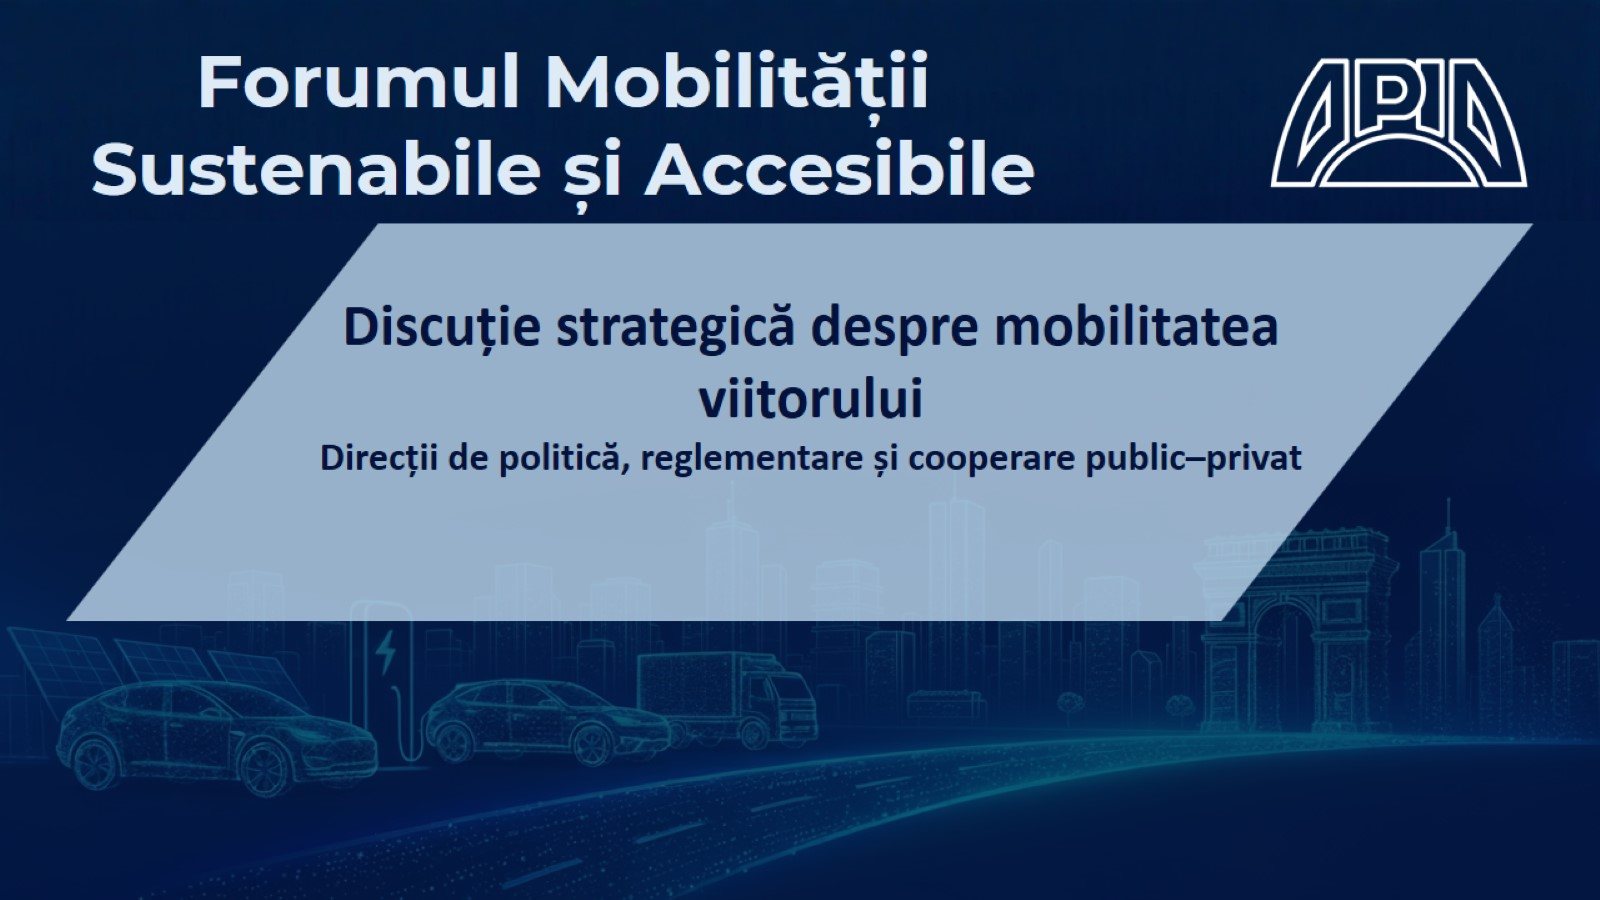 Forumul Mobilității
Sustenabile și Accesibile
APIA
Discuție strategică despre mobilitatea
viitorului
Direcții de politică, reglementare și cooperare public–privat